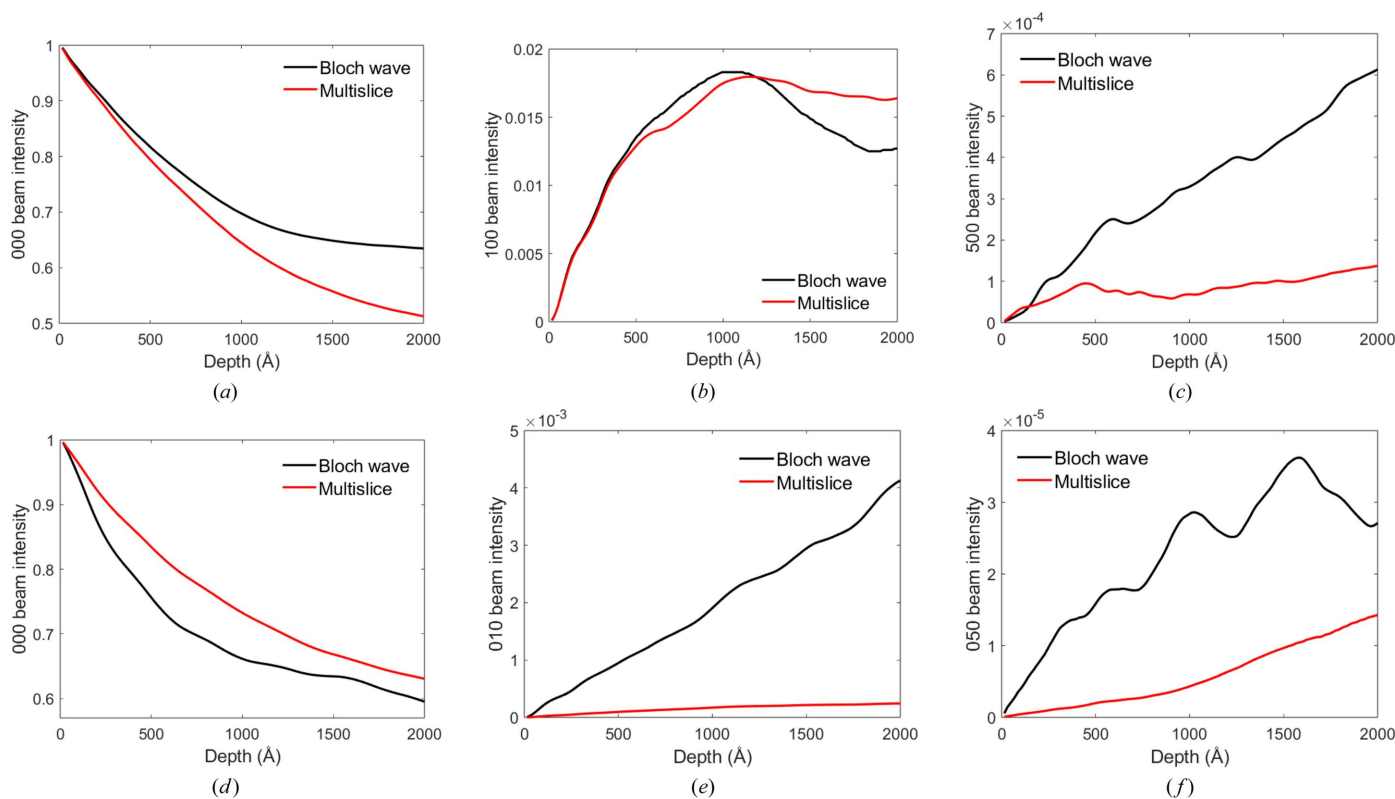 1
0.9
0.8
0.7
0.6
0.5
000 beam intensity
Bloch wave
Multislice
0 500 1000 1500 2000
Depth (Å)
(a)
0.02
0.015
0.01
0.005
0
100 beam intensity
Bloch wave
Multislice
0 500 1000 1500 2000
Depth (Å)
(b)
×10⁻⁴
7
6
5
4
3
2
1
0
500 beam intensity
Bloch wave
Multislice
0 500 1000 1500 2000
Depth (Å)
(c)
1
0.9
0.8
0.7
0.6
000 beam intensity
Bloch wave
Multislice
0 500 1000 1500 2000
Depth (Å)
(d)
×10⁻³
5
4
3
2
1
0
010 beam intensity
Bloch wave
Multislice
0 500 1000 1500 2000
Depth (Å)
(e)
×10⁻⁵
4
3
2
1
0
050 beam intensity
Bloch wave
Multislice
0 500 1000 1500 2000
Depth (Å)
(f)